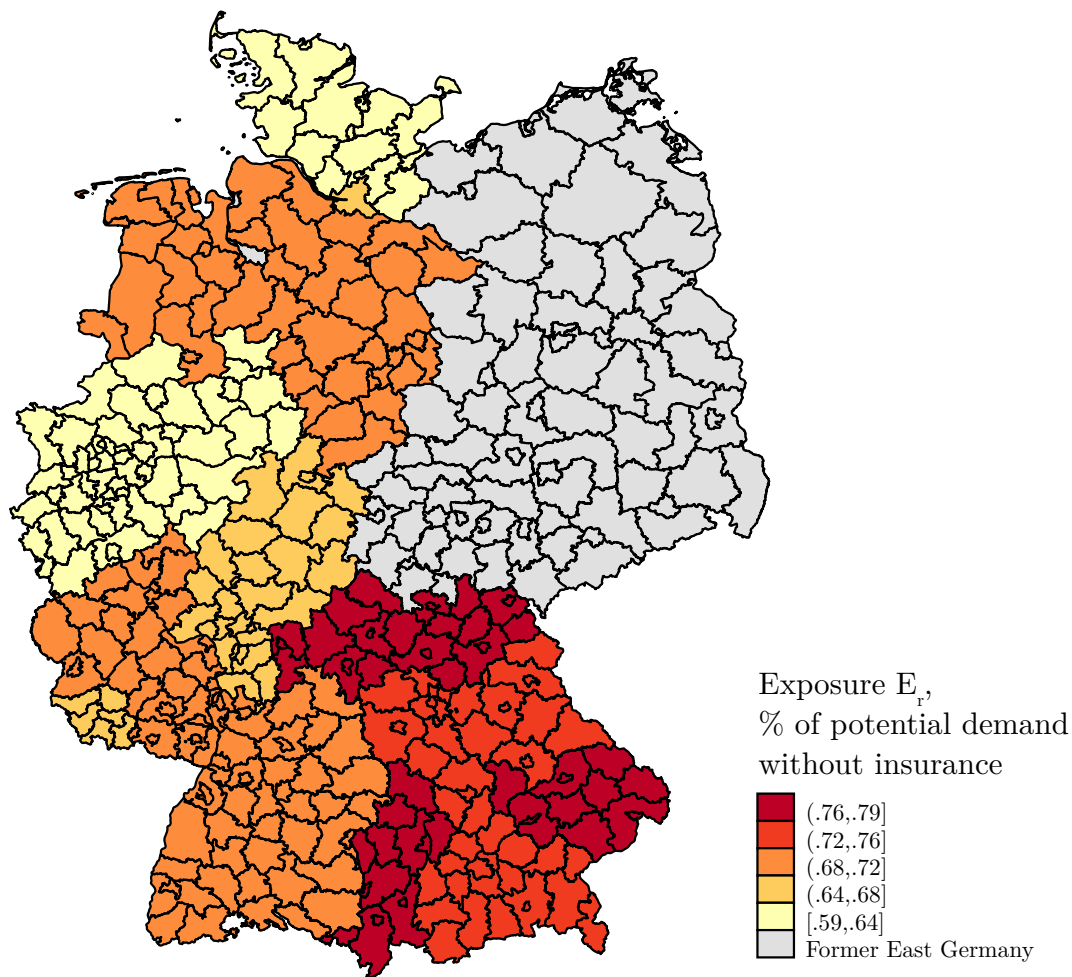 Exposure E_r,
% of potential demand
without insurance
(.76,.79]
(.72,.76]
(.68,.72]
(.64,.68]
[.59,.64]
Former East Germany